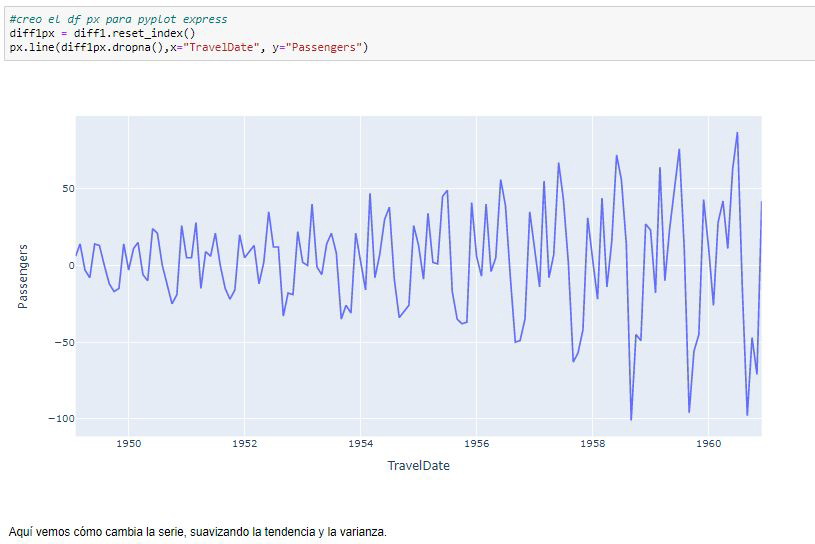 #creo el df px para pyplot express
diff1px = diff1.reset_index()
px.line(diff1px.dropna(),x="TravelDate", y="Passengers")
50
0
−50
−100
Passengers
1950
1952
1954
1956
1958
1960
TravelDate
Aquí vemos cómo cambia la serie, suavizando la tendencia y la varianza.